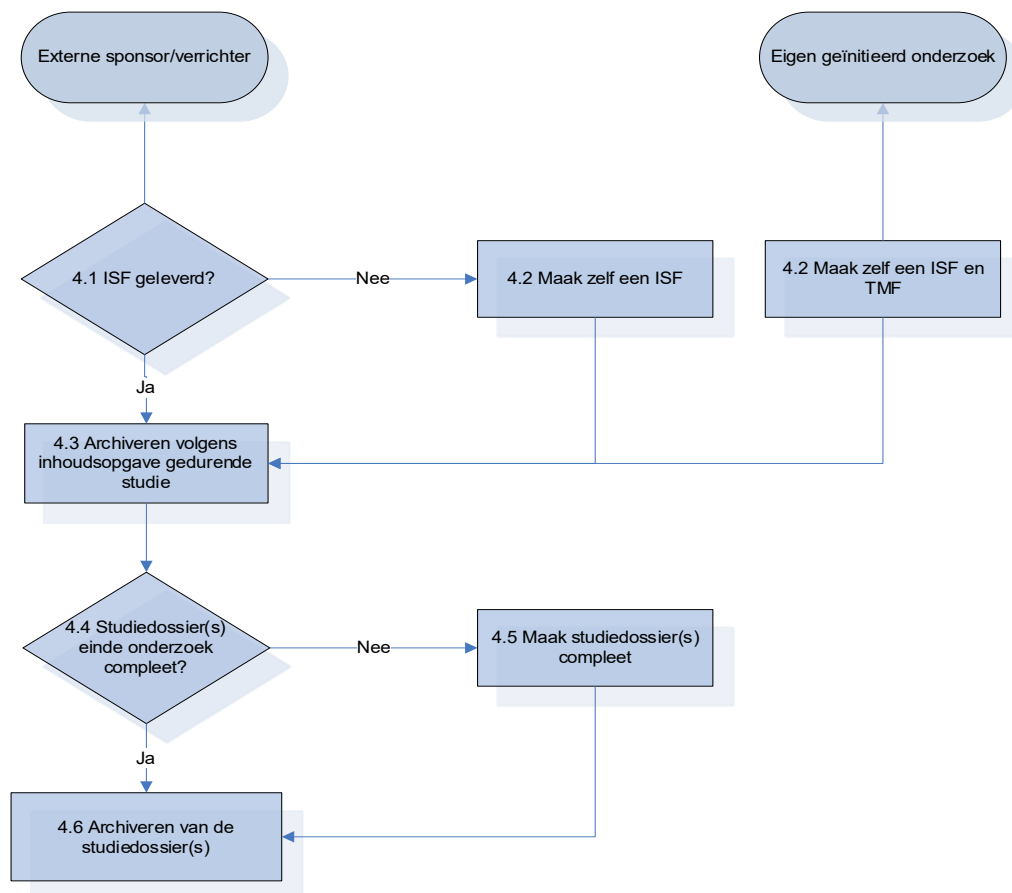 Externe sponsor/verrichter
Eigen geïnitieerd onderzoek
4.1 ISF geleverd?
Nee
4.2 Maak zelf een ISF
4.2 Maak zelf een ISF en
TMF
Ja
4.3 Archiveren volgens
inhoudsopgave gedurende
studie
4.4 Studiedossier(s)
einde onderzoek
compleet?
Nee
4.5 Maak studiedossier(s)
compleet
Ja
4.6 Archiveren van de
studiedossier(s)